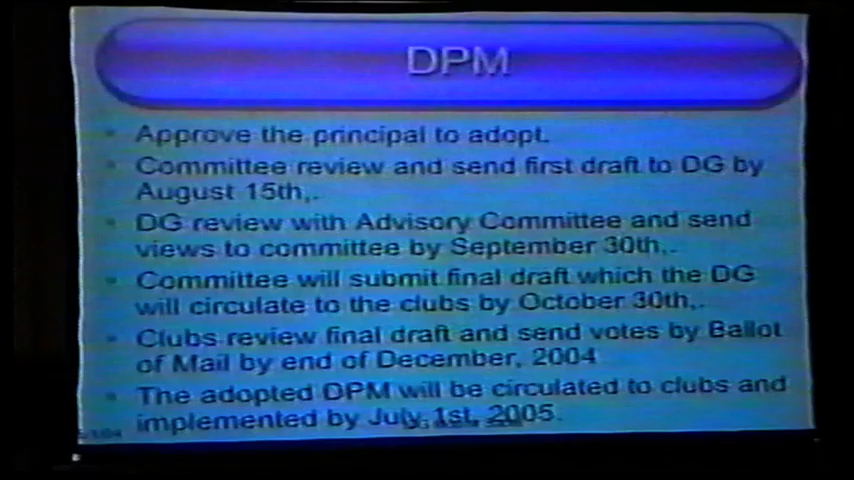 DPM
Approve the principal to adopt.
Committee review and send first draft to DG by
August 15th,.
DG review with Advisory Committee and send
views to committee by September 30th,.
Committee will submit final draft which the DG
will circulate to the clubs by October 30th,.
Clubs review final draft and send votes by Ballot
of Mail by end of December, 2004
The adopted DPM will be circulated to clubs and
implemented by July,1st, 2005.